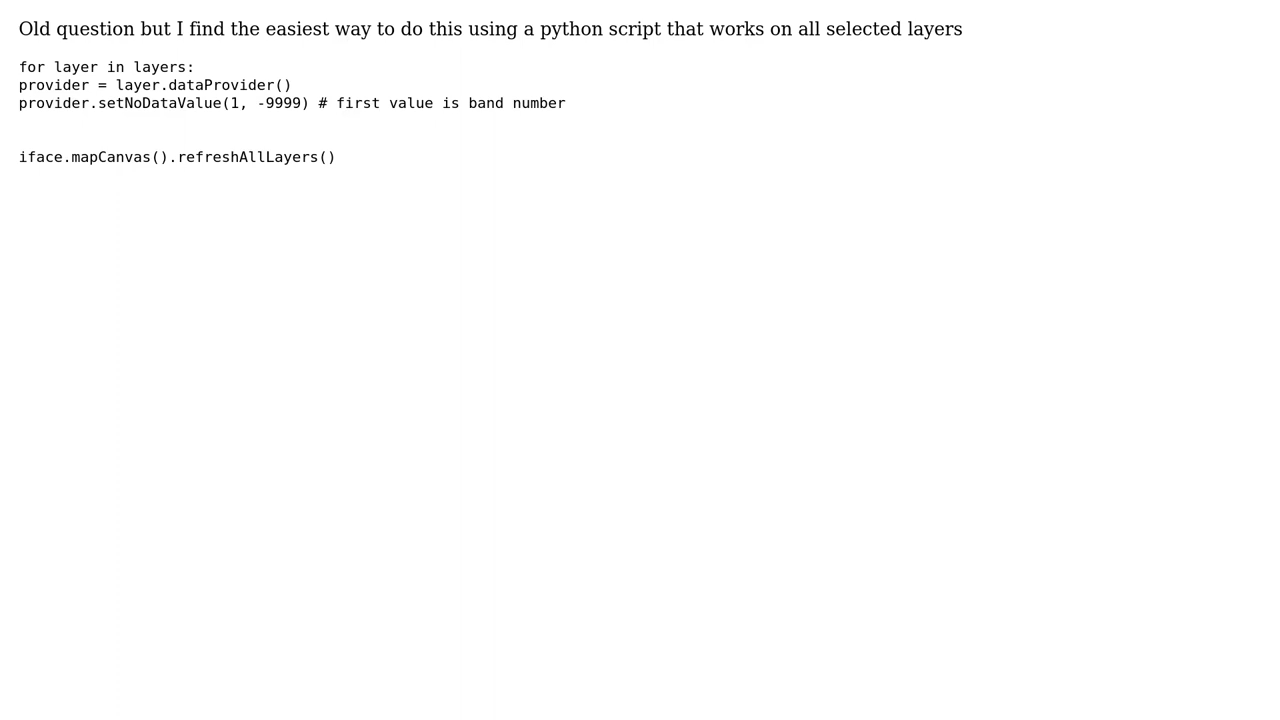 Old question but I find the easiest way to do this using a python script that works on all selected layers
for layer in layers:
provider = layer.dataProvider()
provider.setNoDataValue(1, -9999) # first value is band number
iface.mapCanvas().refreshAllLayers()